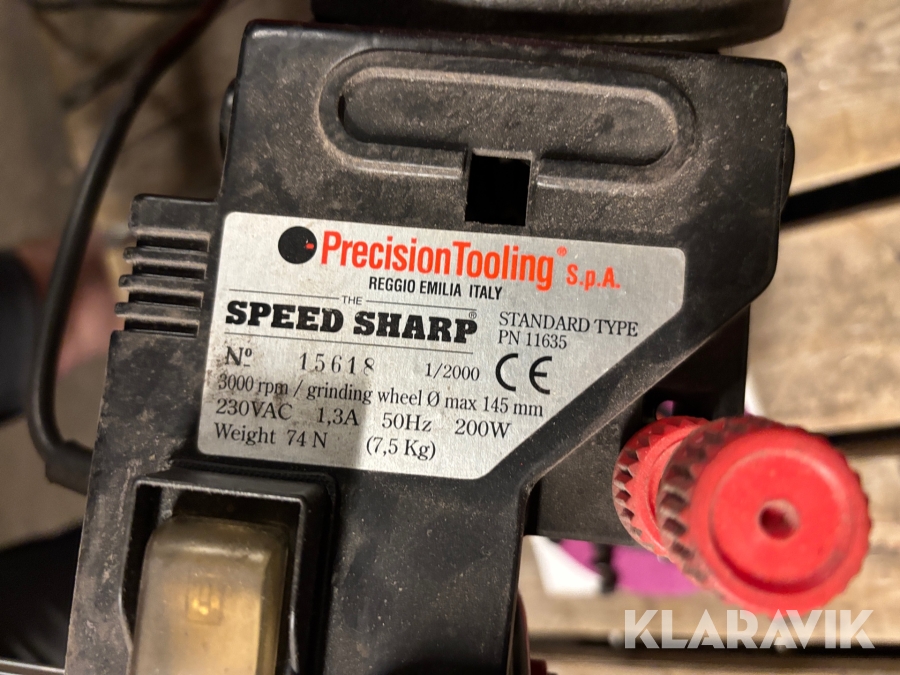 PrecisionTooling® S.p.A.
REGGIO EMILIA ITALY
THE
SPEED SHARP®
STANDARD TYPE
PN 11635
Nº 15618 1/2000 CE
3000 rpm / grinding wheel Ø max 145 mm
230VAC 1,3A 50Hz 200W
Weight 74 N (7,5 Kg)
KLARAVIK